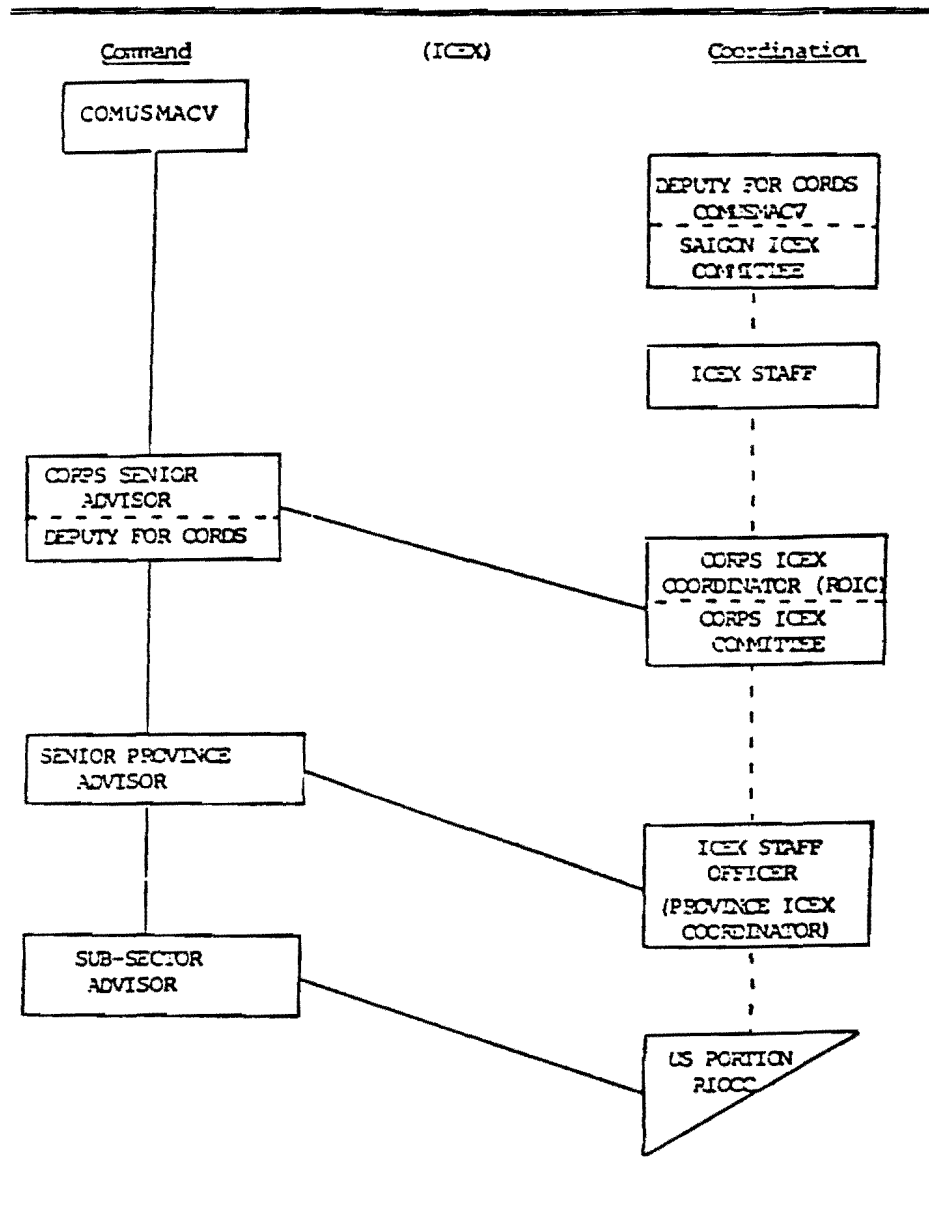 Command (ICEX) Coordination
COMUSMACV
DEPUTY FOR CORDS
COMUSMACV
SAIGON ICEX
COMMITTEE
ICEX STAFF
CORPS SENIOR
ADVISOR
DEPUTY FOR CORDS
CORPS ICEX
COORDINATOR (ROIC)
CORPS ICEX
COMMITTEE
SENIOR PROVINCE
ADVISOR
ICEX STAFF
OFFICER
(PROVINCE ICEX
COORDINATOR)
SUB-SECTOR
ADVISOR
US PORTION
RIOCC